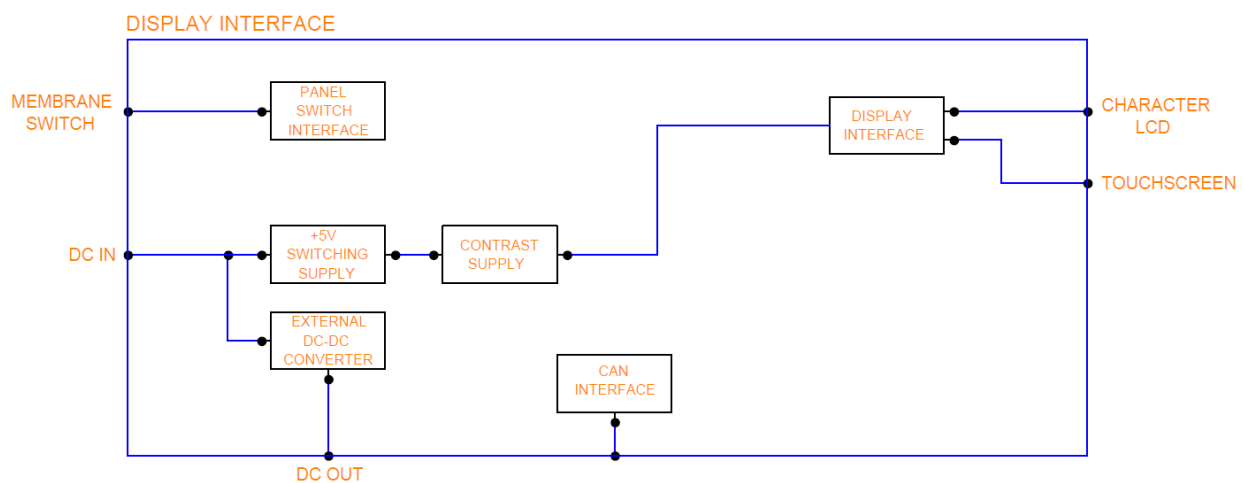 DISPLAY INTERFACE
MEMBRANE
SWITCH
PANEL
SWITCH
INTERFACE
DISPLAY
INTERFACE
CHARACTER
LCD
TOUCHSCREEN
DC IN
+5V
SWITCHING
SUPPLY
CONTRAST
SUPPLY
EXTERNAL
DC-DC
CONVERTER
CAN
INTERFACE
DC OUT